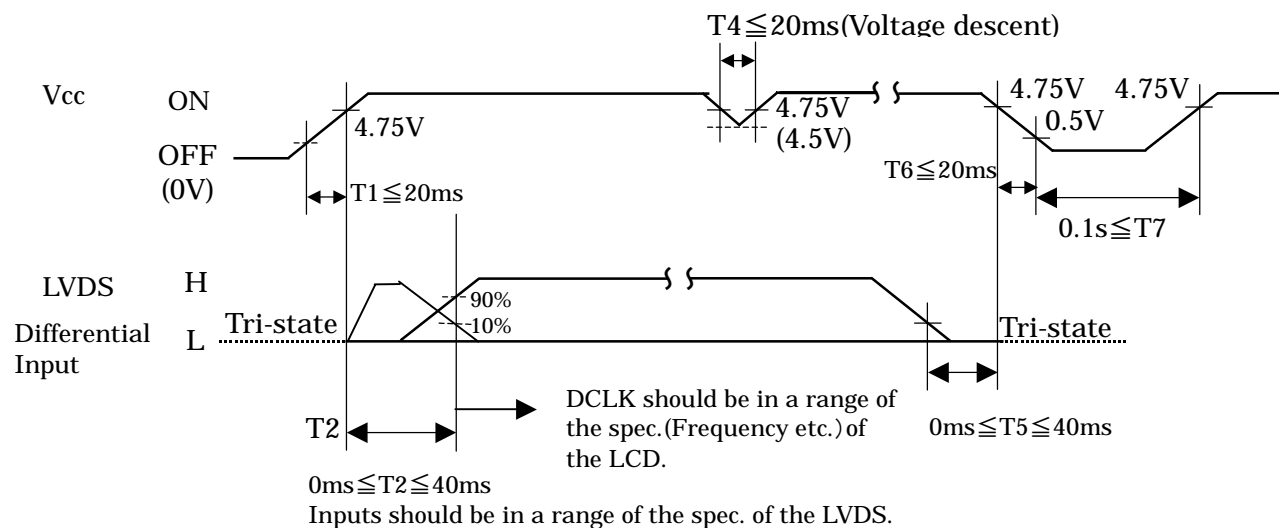 T4≦20ms(Voltage descent)
Vcc
ON
4.75V
4.75V
(4.5V)
4.75V
4.75V
0.5V
OFF
(0V)
T1≦20ms
T6≦20ms
0.1s≦T7
LVDS
Differential
Input
H
L
Tri-state
90%
10%
Tri-state
T2
DCLK should be in a range of
the spec.(Frequency etc.)of
the LCD.
0ms≦T5≦40ms
0ms≦T2≦40ms
Inputs should be in a range of the spec. of the LVDS.